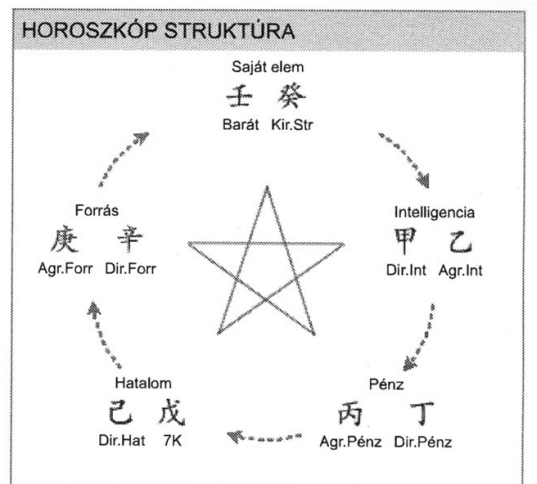 HOROSZKÓP STRUKTÚRA
Saját elem
壬 癸
Barát Kir.Str
Intelligencia
甲 乙
Dir.Int Agr.Int
Pénz
丙 丁
Agr.Pénz Dir.Pénz
Hatalom
己 戊
Dir.Hat 7K
Forrás
庚 辛
Agr.Forr Dir.Forr